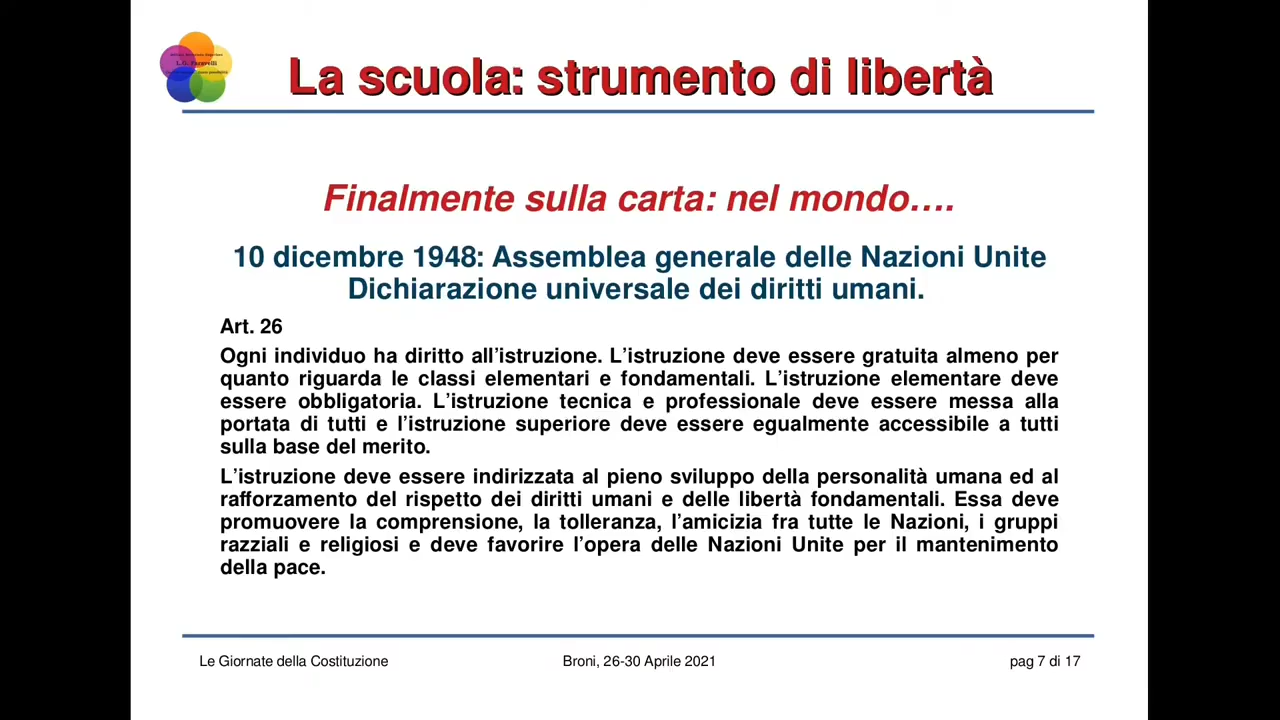 L.G. Faravelli
La scuola: strumento di libertà
Finalmente sulla carta: nel mondo….
10 dicembre 1948: Assemblea generale delle Nazioni Unite
Dichiarazione universale dei diritti umani.
Art. 26
Ogni individuo ha diritto all’istruzione. L’istruzione deve essere gratuita almeno per
quanto riguarda le classi elementari e fondamentali. L’istruzione elementare deve
essere obbligatoria. L’istruzione tecnica e professionale deve essere messa alla
portata di tutti e l’istruzione superiore deve essere egualmente accessibile a tutti
sulla base del merito.
L’istruzione deve essere indirizzata al pieno sviluppo della personalità umana ed al
rafforzamento del rispetto dei diritti umani e delle libertà fondamentali. Essa deve
promuovere la comprensione, la tolleranza, l’amicizia fra tutte le Nazioni, i gruppi
razziali e religiosi e deve favorire l’opera delle Nazioni Unite per il mantenimento
della pace.
Le Giornate della Costituzione
Broni, 26-30 Aprile 2021
pag 7 di 17